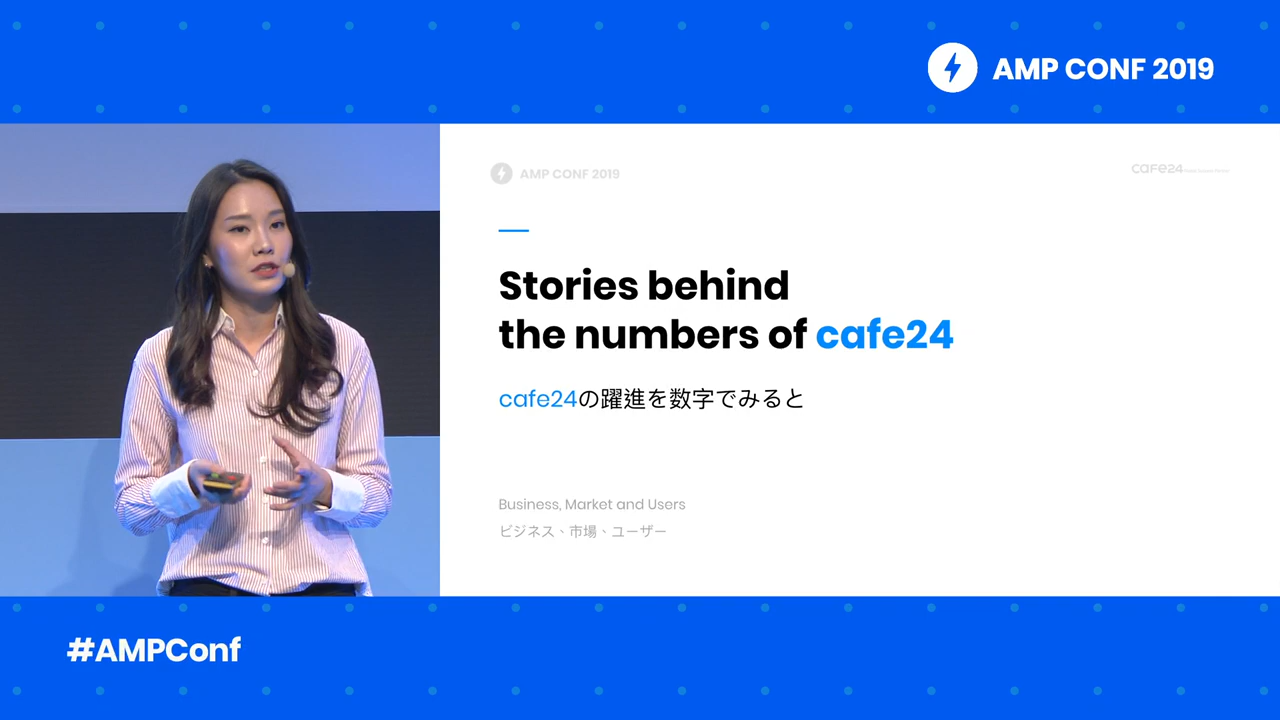 AMP CONF 2019
AMP CONF 2019
cafe24
Stories behind
the numbers of cafe24
cafe24の躍進を数字でみると
Business, Market and Users
ビジネス、市場、ユーザー
#AMPConf